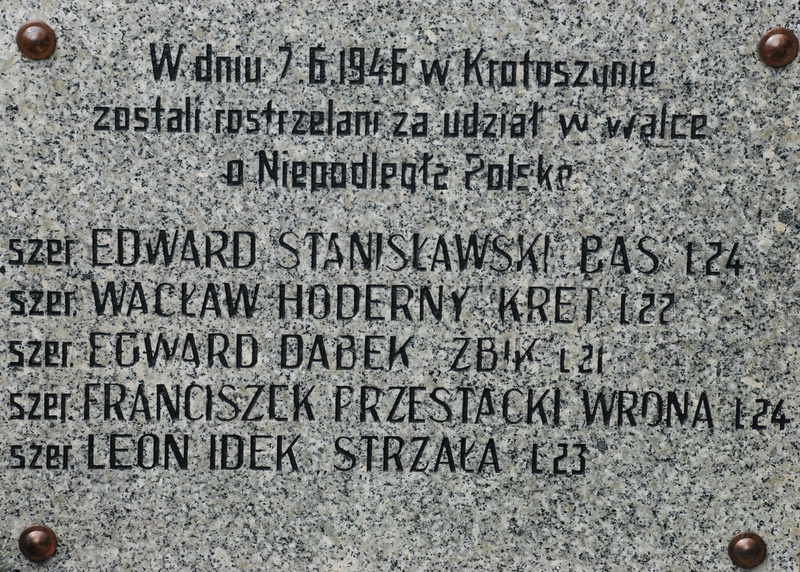 W dniu 7.6.1946 w Krotoszynie
zostali rostrzelani za udział w walce
o Niepodległą Polskę
szer. EDWARD STANISŁAWSKI BAS L.24
szer. WACŁAW HODERNY KRET L.22
szer. EDWARD DĄBEK ŻBIK L.21
szer. FRANCISZEK PRZESTACKI WRONA L.24
szer. LEON IDEK STRZAŁA L.23